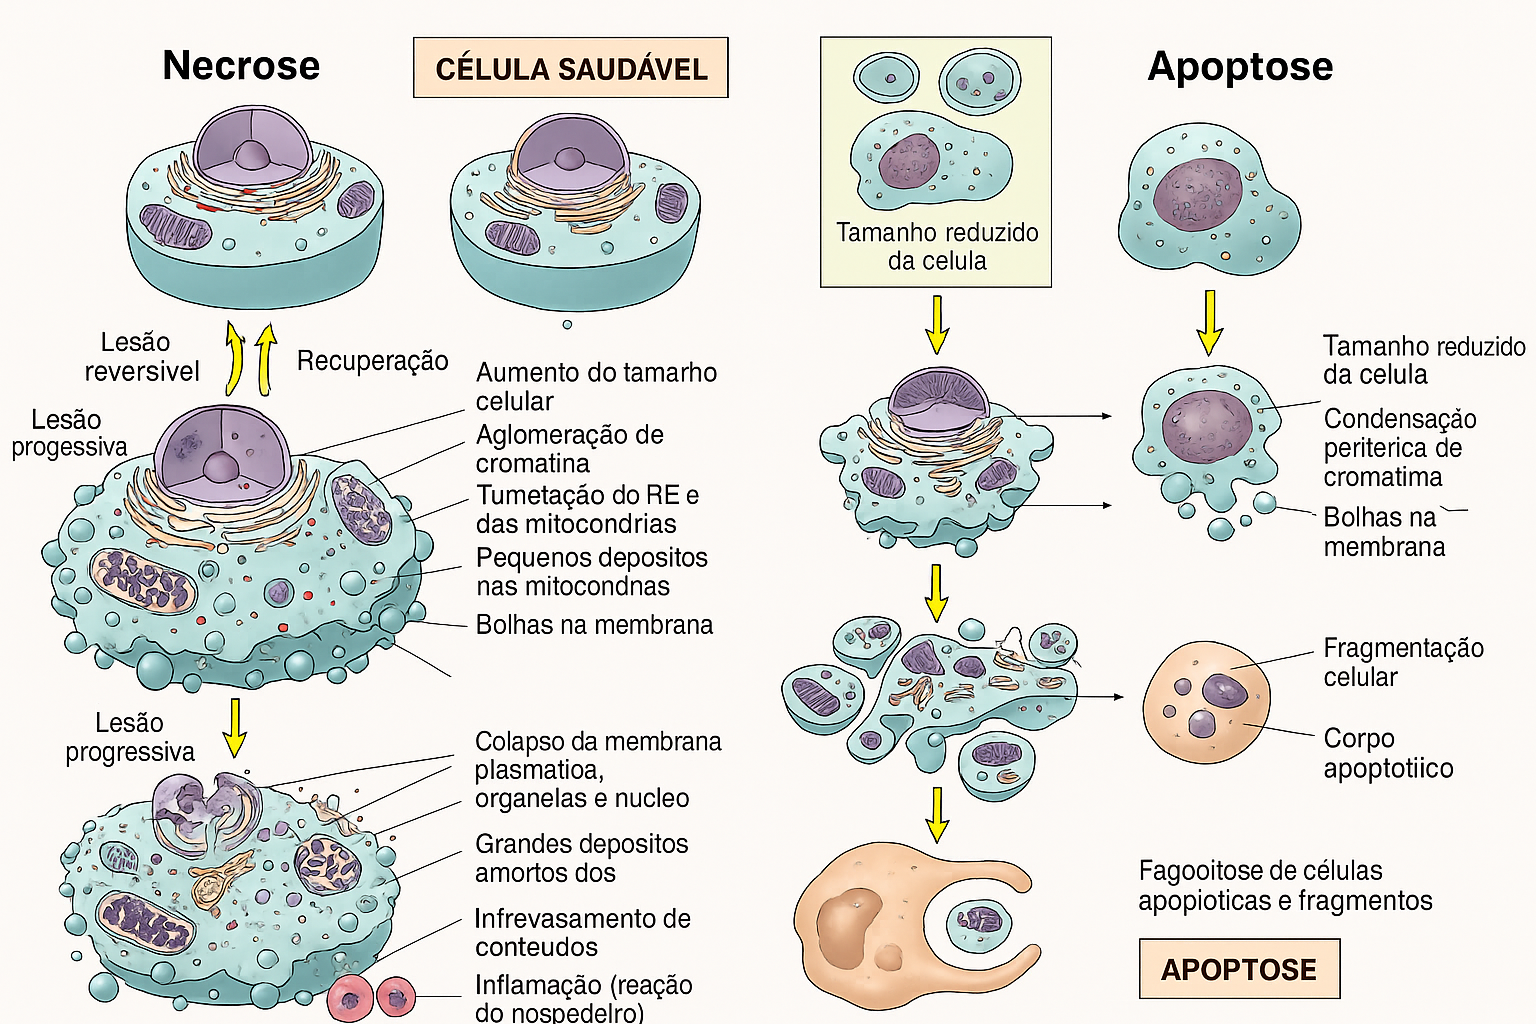 Necrose
CÉLULA SAUDÁVEL
Lesão
reversivel
Recuperação
Lesão
progessiva
Aumento do tamarho
celular
Aglomeração de
cromatina
Tumetação do RE e
das mitocondrias
Pequenos depositos
nas mitocondnas
Bolhas na membrana
Lesão
progressiva
Colapso da membrana
plasmatioa,
organelas e nucleo
Grandes depositos
amortos dos
Infrevasamento de
conteudos
Inflamação (reação
do nospedelro)
Tamanho reduzido
da celula
Apoptose
Tamanho reduzido
da celula
Condensação
periterica de
cromatima
Bolhas na
membrana
Fragmentação
celular
Corpo
apoptotiico
Fagooitose de células
apopioticas e fragmentos
APOPTOSE